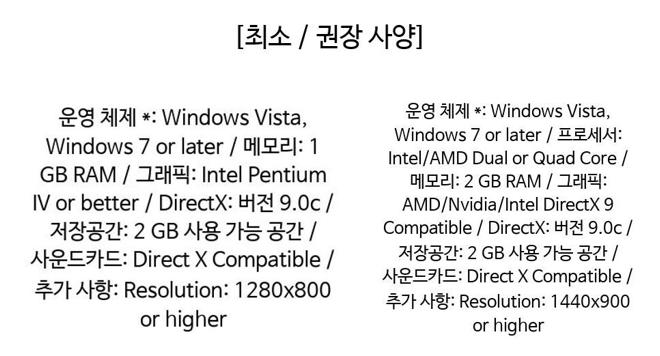 [최소 / 권장 사양]
운영 체제 *: Windows Vista,
Windows 7 or later / 메모리: 1
GB RAM / 그래픽: Intel Pentium
IV or better / DirectX: 버전 9.0c /
저장공간: 2 GB 사용 가능 공간 /
사운드카드: Direct X Compatible /
추가 사항: Resolution: 1280x800
or higher
운영 체제 *: Windows Vista,
Windows 7 or later / 프로세서:
Intel/AMD Dual or Quad Core /
메모리: 2 GB RAM / 그래픽:
AMD/Nvidia/Intel DirectX 9
Compatible / DirectX: 버전 9.0c /
저장공간: 2 GB 사용 가능 공간 /
사운드카드: Direct X Compatible /
추가 사항: Resolution: 1440x900
or higher